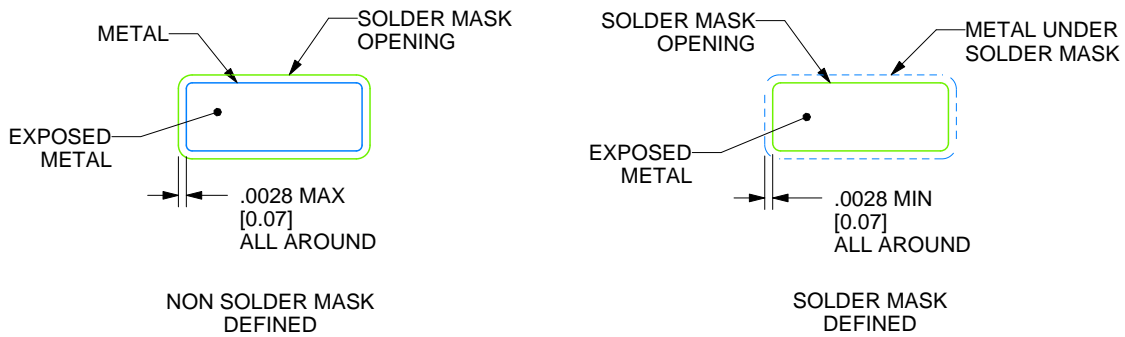 METAL
SOLDER MASK
OPENING
EXPOSED
METAL
.0028 MAX
[0.07]
ALL AROUND
NON SOLDER MASK
DEFINED
SOLDER MASK
OPENING
METAL UNDER
SOLDER MASK
EXPOSED
METAL
.0028 MIN
[0.07]
ALL AROUND
SOLDER MASK
DEFINED